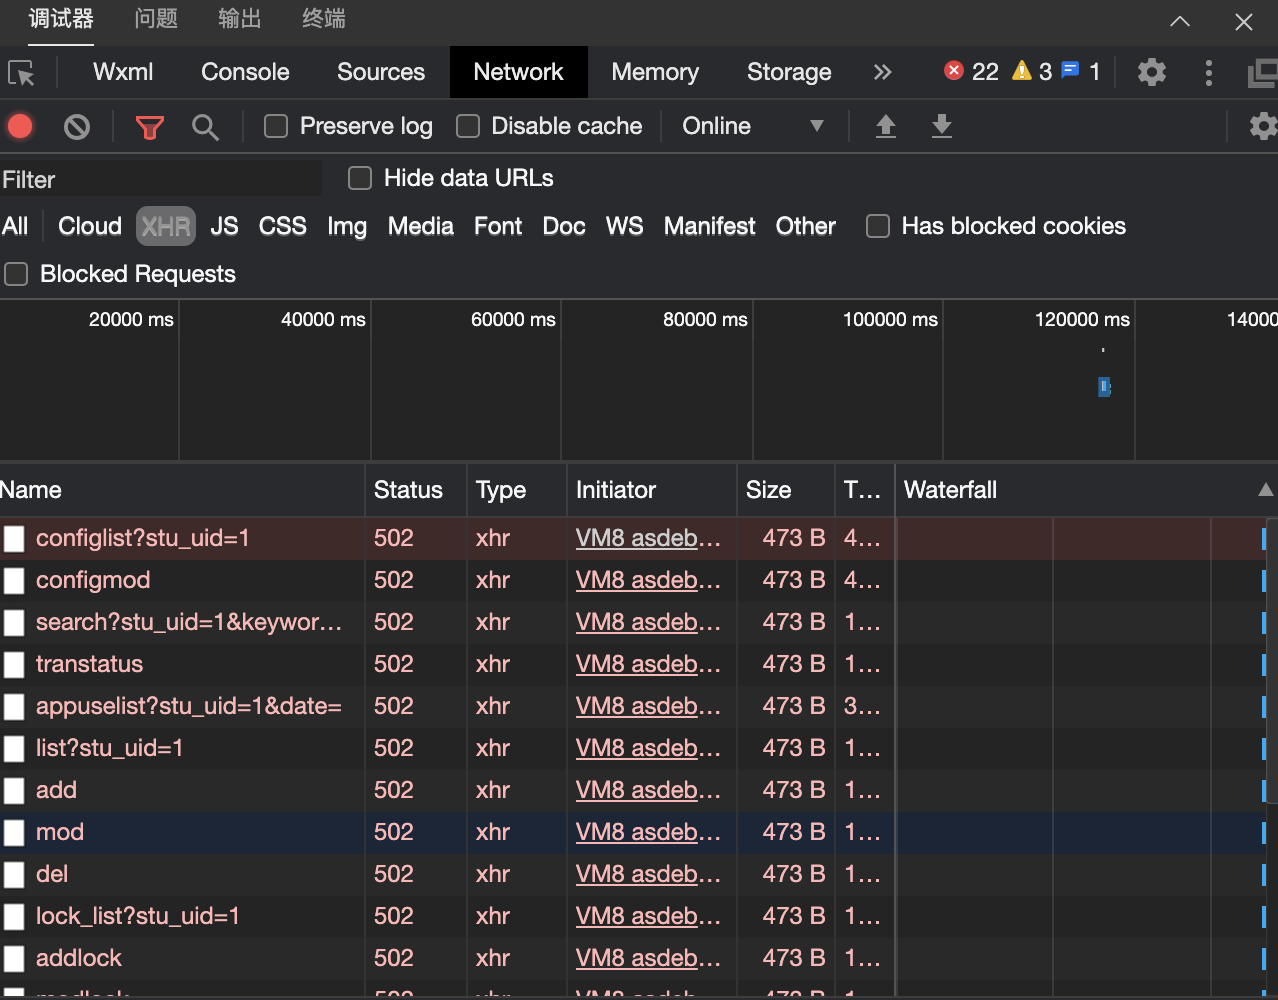 调试器 问题 输出 终端
Wxml Console Sources Network Memory Storage 22 3 1
Preserve log Disable cache Online
Filter Hide data URLs
All Cloud XHR JS CSS Img Media Font Doc WS Manifest Other Has blocked cookies
Blocked Requests
20000 ms 40000 ms 60000 ms 80000 ms 100000 ms 120000 ms 14000
Name Status Type Initiator Size T... Waterfall
configlist?stu_uid=1 502 xhr VM8 asdeb... 473 B 4...
configmod 502 xhr VM8 asdeb... 473 B 4...
search?stu_uid=1&keywor... 502 xhr VM8 asdeb... 473 B 1...
transtatus 502 xhr VM8 asdeb... 473 B 1...
appuselist?stu_uid=1&date= 502 xhr VM8 asdeb... 473 B 3...
list?stu_uid=1 502 xhr VM8 asdeb... 473 B 1...
add 502 xhr VM8 asdeb... 473 B 1...
mod 502 xhr VM8 asdeb... 473 B 1...
del 502 xhr VM8 asdeb... 473 B 1...
lock_list?stu_uid=1 502 xhr VM8 asdeb... 473 B 1...
addlock 502 xhr VM8 asdeb... 473 B 1...